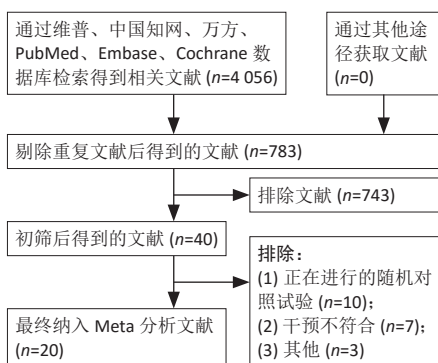 通过维普、中国知网、万方、
PubMed、Embase、Cochrane 数
据库检索得到相关文献 (n=4 056)
通过其他途
径获取文献
(n=0)
剔除重复文献后得到的文献 (n=783)
排除文献 (n=743)
初筛后得到的文献 (n=40)
排除：
(1) 正在进行的随机对
照试验 (n=10)；
(2) 干预不符合 (n=7)；
(3) 其他 (n=3)
最终纳入 Meta 分析文献
(n=20)